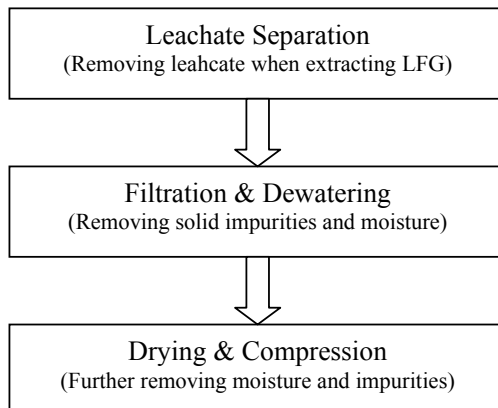 Leachate Separation
(Removing leahcate when extracting LFG)
Filtration & Dewatering
(Removing solid impurities and moisture)
Drying & Compression
(Further removing moisture and impurities)